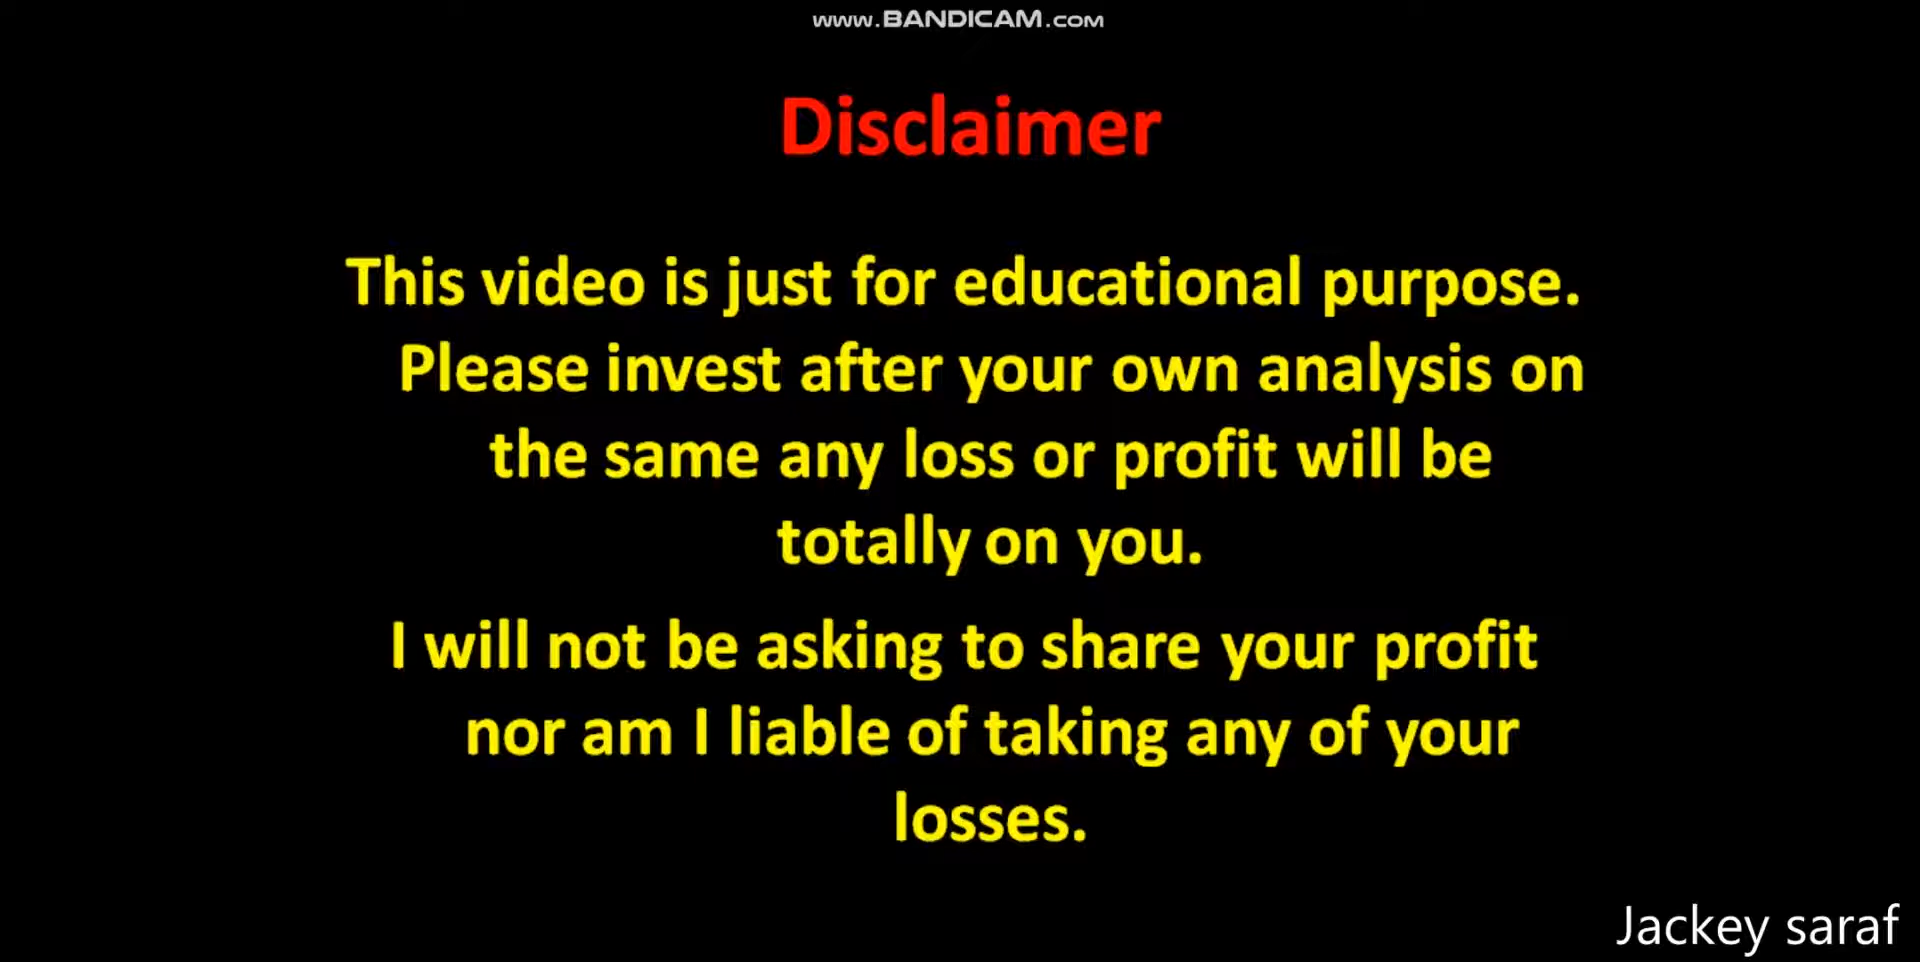 www.BANDICAM.com
Disclaimer
This video is just for educational purpose.
Please invest after your own analysis on
the same any loss or profit will be
totally on you.
I will not be asking to share your profit
nor am I liable of taking any of your
losses.
Jackey saraf